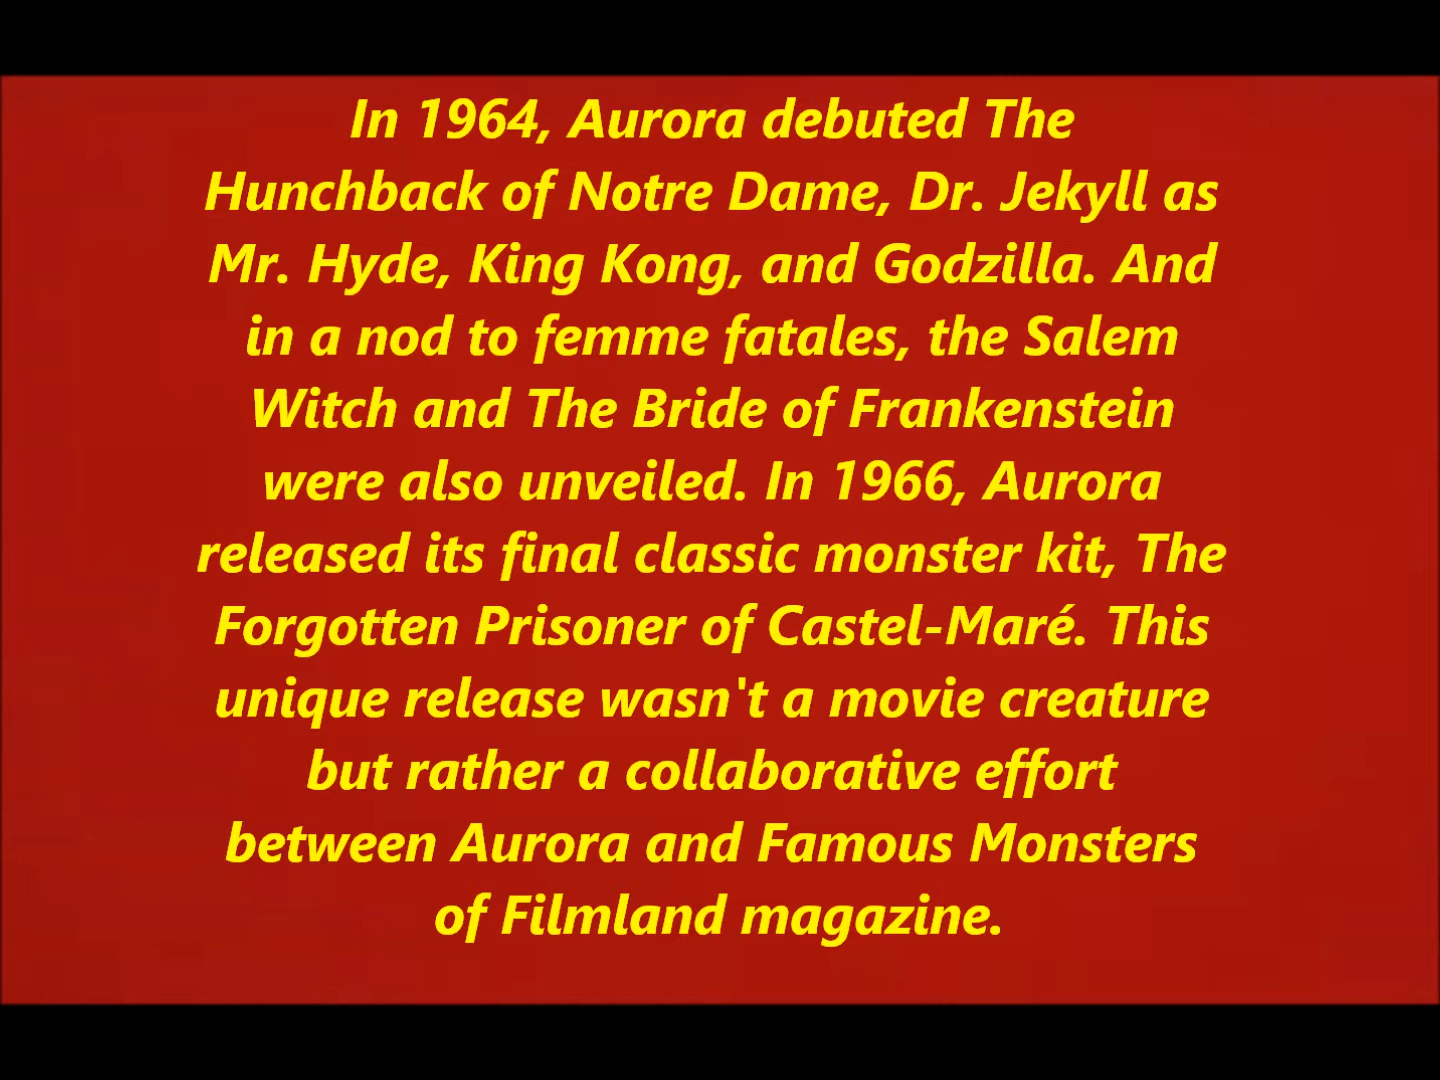 In 1964, Aurora debuted The
Hunchback of Notre Dame, Dr. Jekyll as
Mr. Hyde, King Kong, and Godzilla. And
in a nod to femme fatales, the Salem
Witch and The Bride of Frankenstein
were also unveiled. In 1966, Aurora
released its final classic monster kit, The
Forgotten Prisoner of Castel-Maré. This
unique release wasn't a movie creature
but rather a collaborative effort
between Aurora and Famous Monsters
of Filmland magazine.